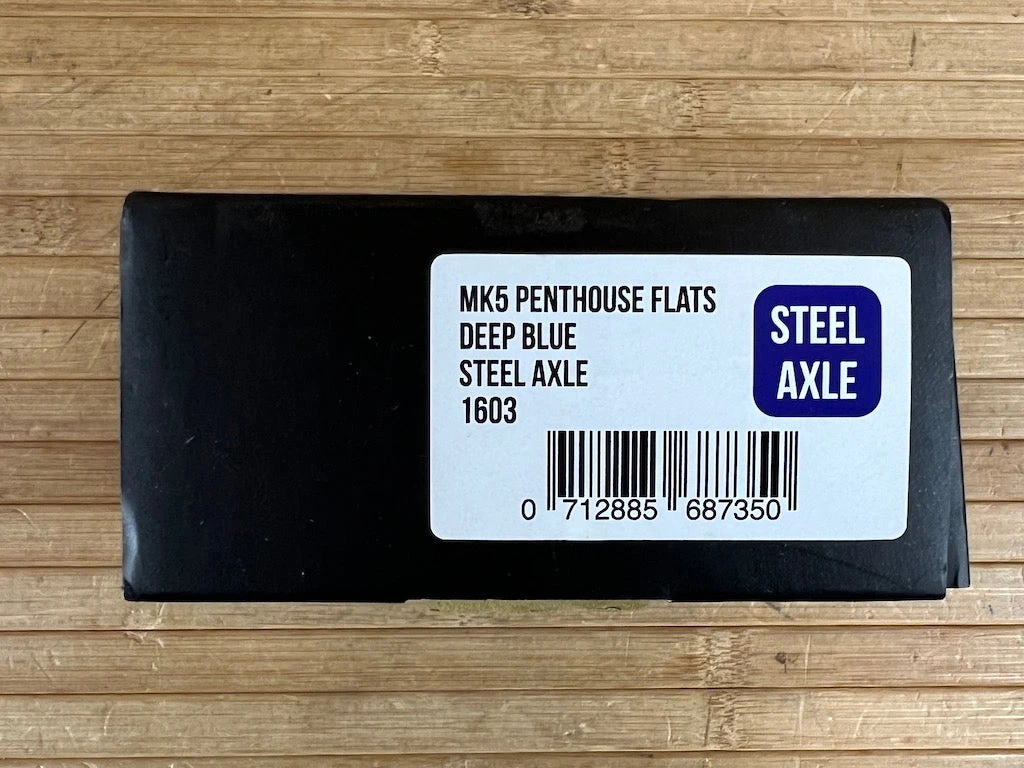 MK5 PENTHOUSE FLATS
DEEP BLUE
STEEL AXLE
1603
STEEL
AXLE
0 712885 687350